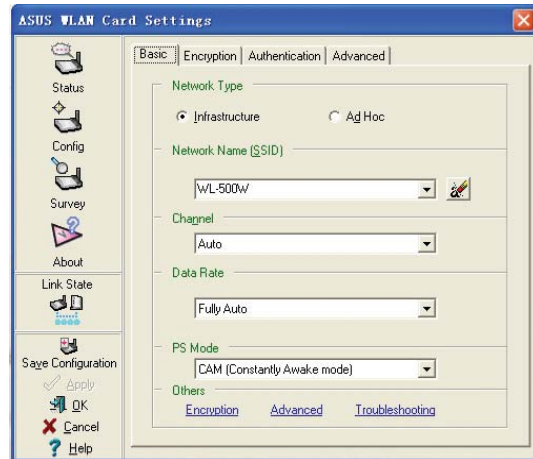 ASUS WLAN Card Settings
Status
Config
Survey
About
Link State
Save Configuration
Apply
OK
Cancel
Help
Basic Encryption Authentication Advanced
Network Type
Infrastructure Ad Hoc
Network Name (SSID)
WL-500W
Channel
Auto
Data Rate
Fully Auto
PS Mode
CAM (Constantly Awake mode)
Others
Encryption Advanced Troubleshooting